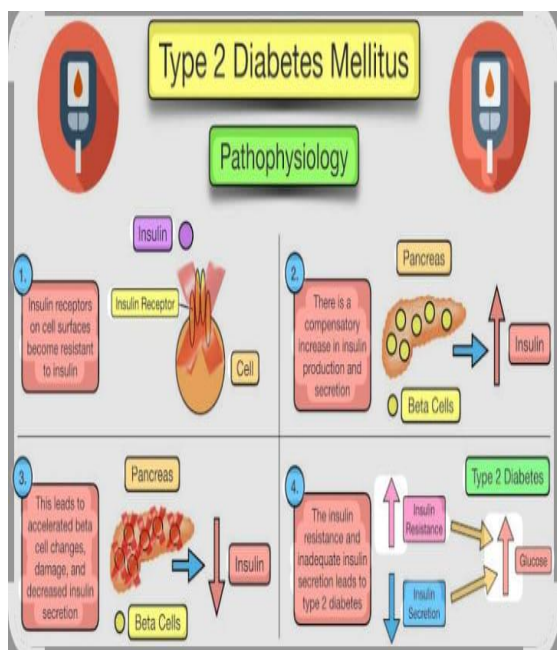 Type 2 Diabetes Mellitus
Pathophysiology
1.
Insulin receptors
on cell surfaces
become resistant
to insulin
Insulin
Insulin Receptor
Cell
2.
There is a
compensatory
increase in insulin
production and
secretion
Pancreas
Beta Cells
Insulin
3.
This leads to
accelerated beta
cell changes,
damage, and
decreased insulin
secretion
Pancreas
Beta Cells
Insulin
4.
The insulin
resistance and
inadequate insulin
secretion leads to
type 2 diabetes
Type 2 Diabetes
Insulin
Resistance
Insulin
Secretion
Glucose